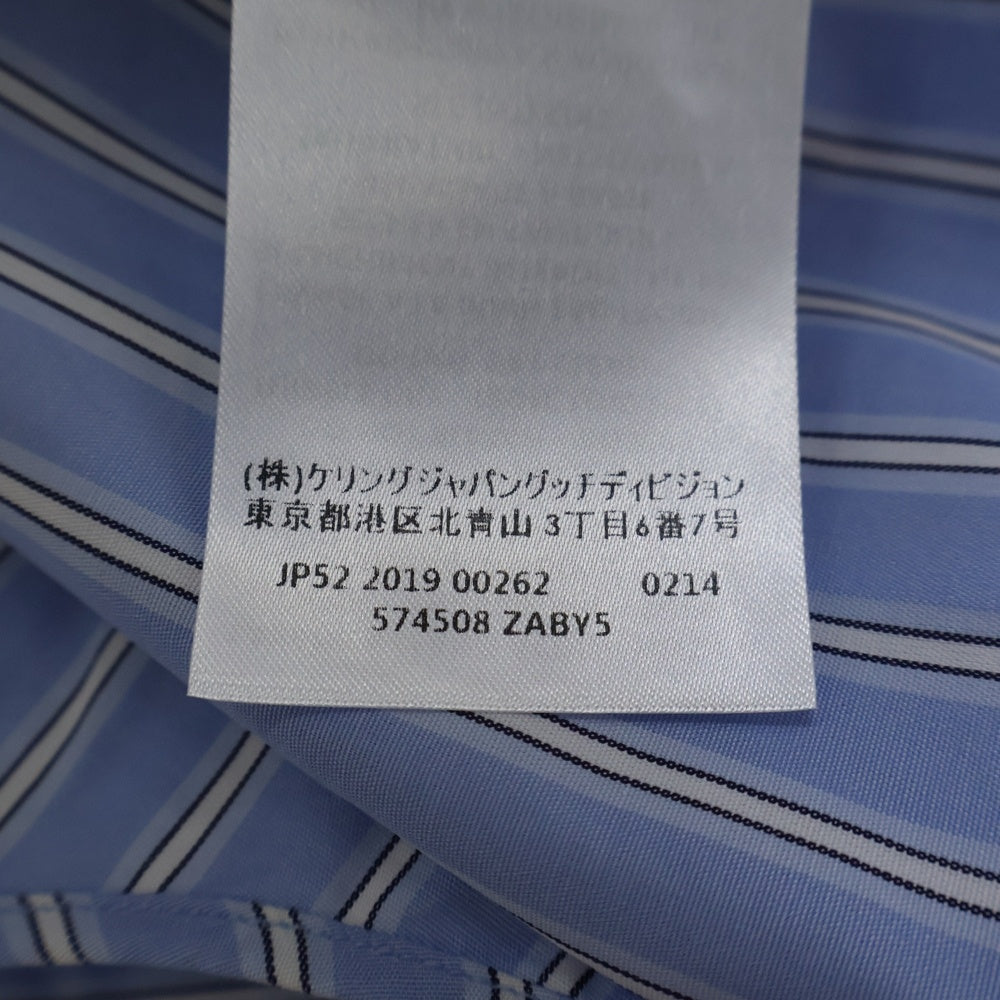 (株)ケリングジャパングッチディビジョン
東京都港区北青山3丁目6番7号
JP52 2019 00262 0214
574508 ZABY5